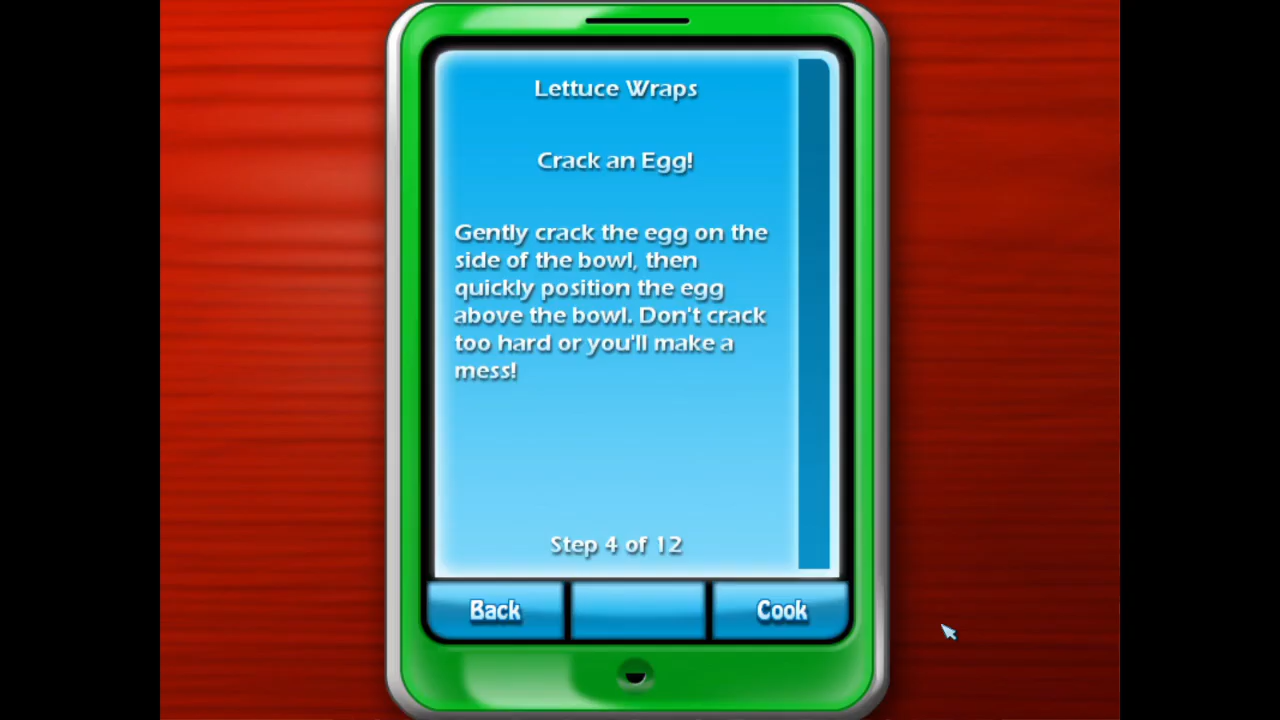 Lettuce Wraps
Crack an Egg!
Gently crack the egg on the
side of the bowl, then
quickly position the egg
above the bowl. Don't crack
too hard or you'll make a
mess!
Step 4 of 12
Back
Cook